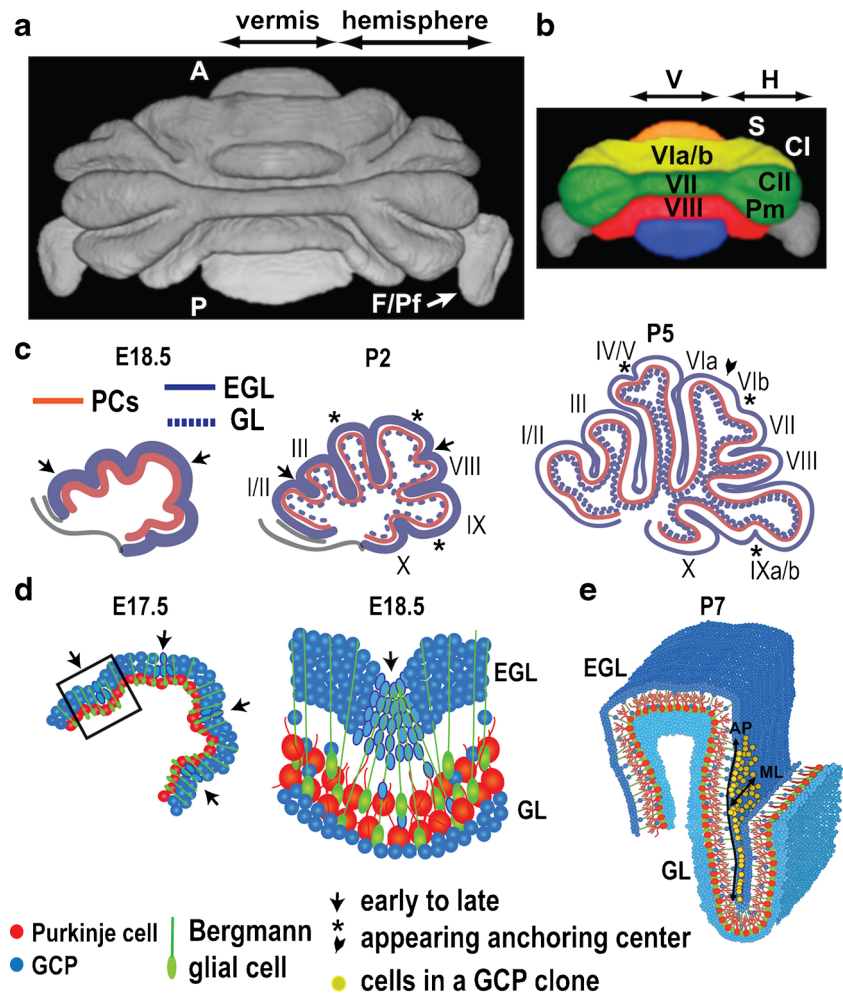 a
vermis hemisphere
A
P
F/Pf
b
V H
S
CI
VIa/b
CII
VII
VIII
Pm
c
E18.5
PCs
EGL
GL
P2
*
*
III
I/II
VIII
IX
*
X
P5
IV/V
*
VIa
VIb
*
III
VII
I/II
VIII
X
*
IXa/b
d
E17.5
E18.5
EGL
GL
e
P7
EGL
AP
ML
GL
Purkinje cell
GCP
Bergmann
glial cell
early to late
*
appearing anchoring center
cells in a GCP clone